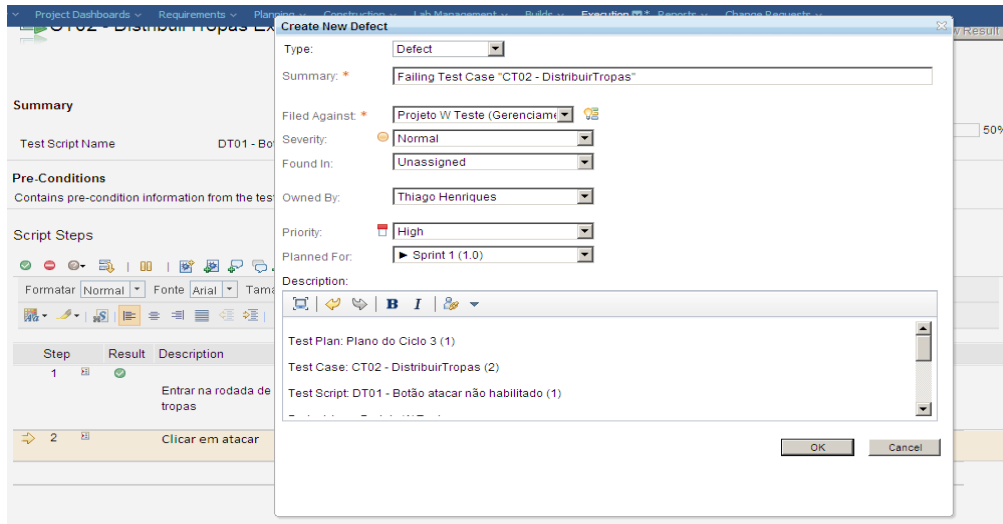 Project Dashboards Requirements Planning Construction Lab Management Builds Execution Reports Change Requests
CT02 - DistribuirTropas Ex
w Result
Create New Defect
Type: Defect
Summary: * Failing Test Case "CT02 - DistribuirTropas"
Summary
Filed Against: * Projeto W Teste (Gerenciame
50%
Test Script Name DT01 - Bo
Severity: Normal
Found In: Unassigned
Pre-Conditions
Contains pre-condition information from the tes
Owned By: Thiago Henriques
Priority: High
Script Steps
Planned For: ► Sprint 1 (1.0)
Description:
Formatar Normal Fonte Arial Tama
B I
Test Plan: Plano do Ciclo 3 (1)
Step Result Description
Test Case: CT02 - DistribuirTropas (2)
1
Entrar na rodada de
tropas
Test Script: DT01 - Botão atacar não habilitado (1)
2 Clicar em atacar
OK Cancel